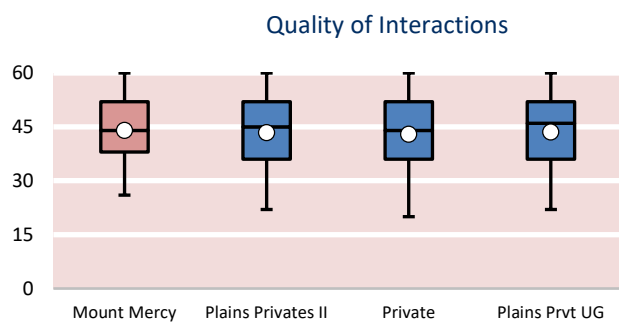 Quality of Interactions
60
45
30
15
0
Mount Mercy
Plains Privates II
Private
Plains Prvt UG